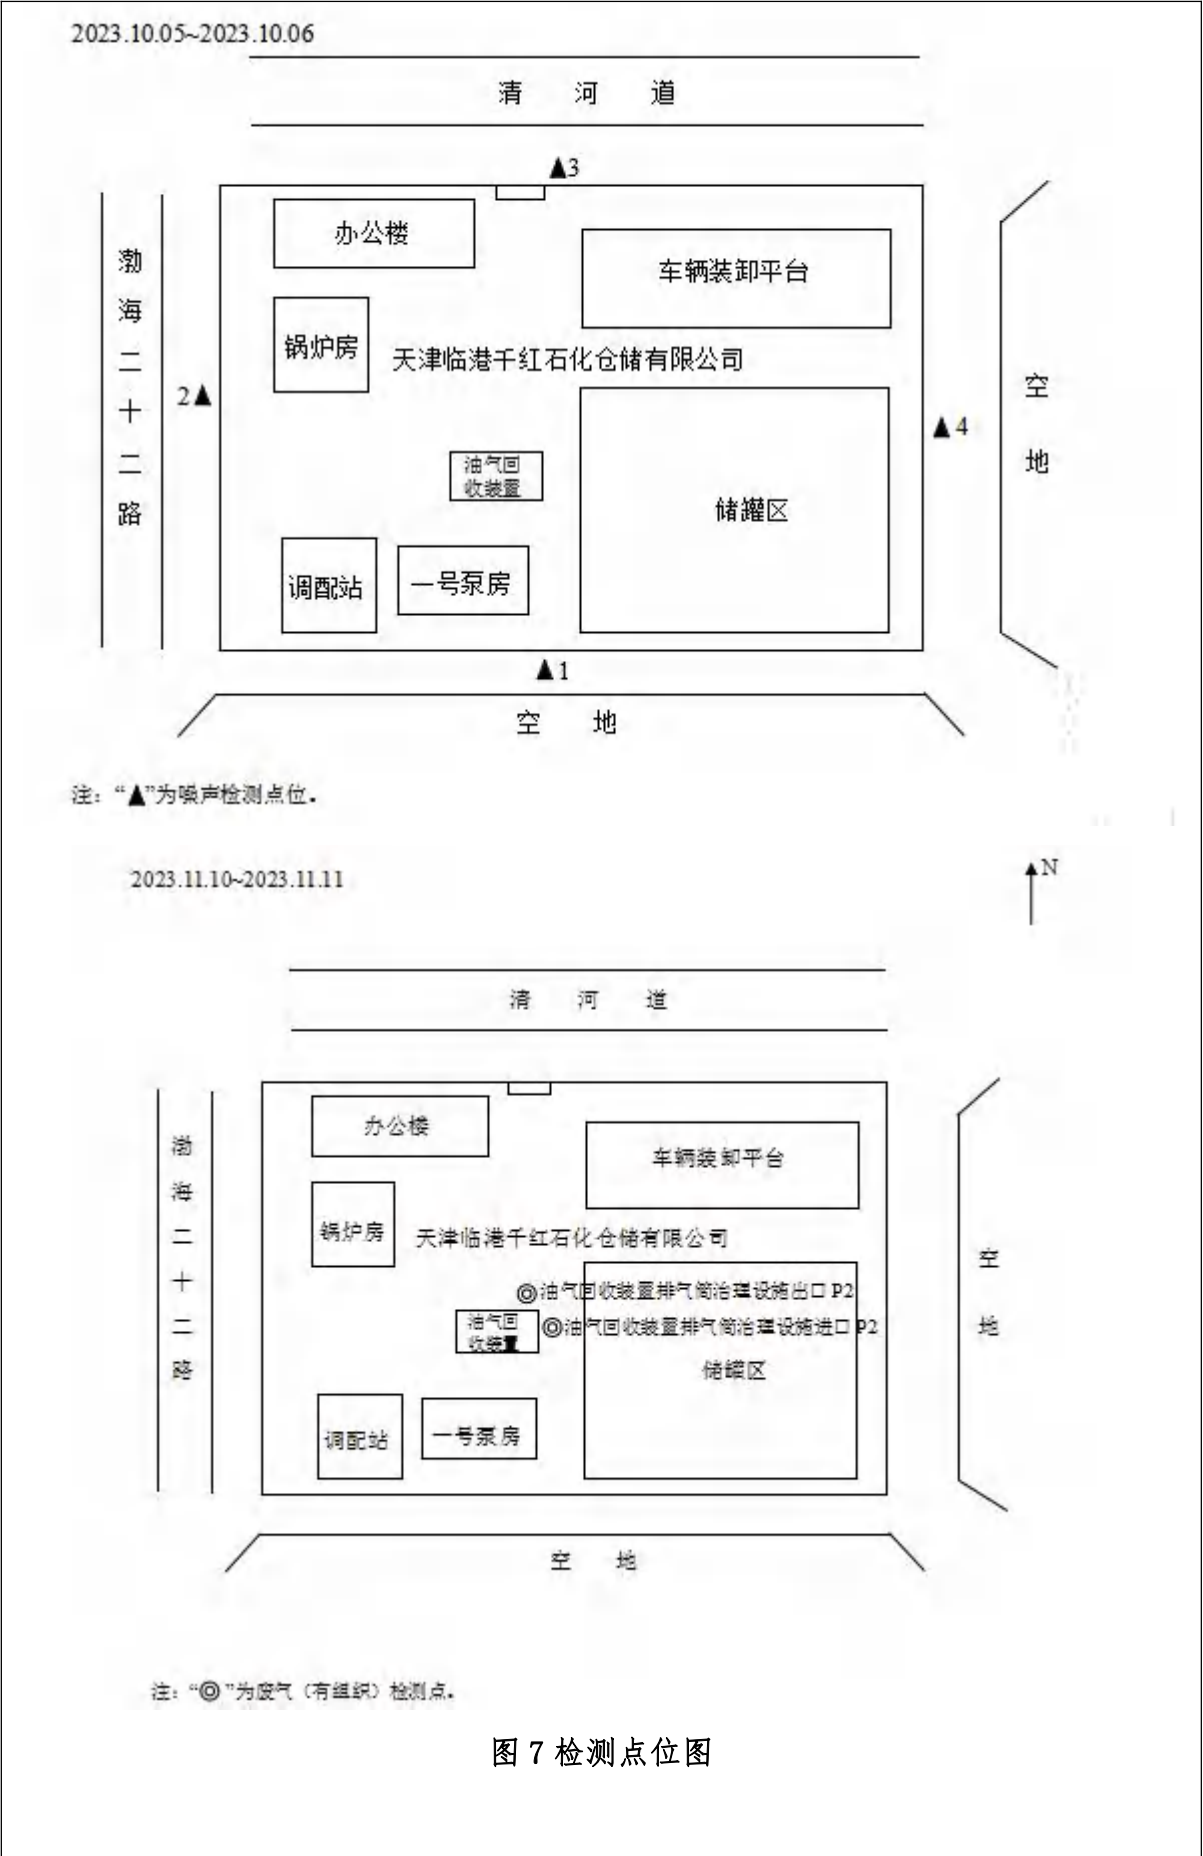 2023.10.05~2023.10.06
清 河 道
▲3
办公楼
车辆装卸平台
渤海二十二路
锅炉房
天津临港千红石化仓储有限公司
2▲
空地
▲4
油气回
收装置
储罐区
调配站
一号泵房
▲1
空 地
注：“▲”为噪声检测点位。
2023.11.10~2023.11.11
N
清 河 道
办公楼
车辆装卸平台
渤海二十二路
锅炉房
天津临港千红石化仓储有限公司
空地
◎油气回收装置排气筒治理设施出口 P2
油气回
收装置
◎油气回收装置排气筒治理设施进口 P2
储罐区
调配站
一号泵房
空 地
注：“◎”为废气（有组织）检测点。
图 7 检测点位图